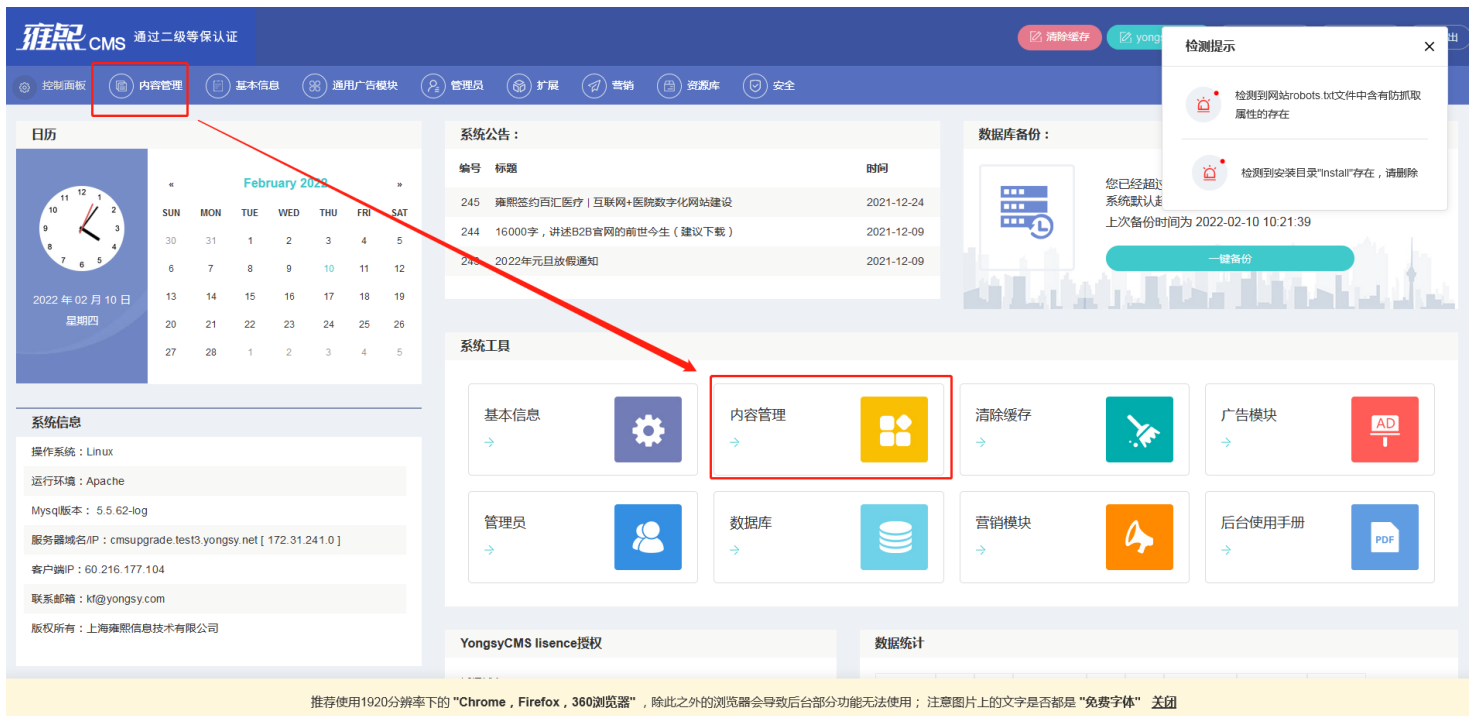 雍熙CMS 通过二级等保认证
清除缓存
检测提示
检测到网站robots.txt文件中含有防抓取
属性的存在
检测到安装目录"Install"存在，请删除
控制面板 内容管理 基本信息 通用广告模块 管理员 扩展 营销 资源库 安全
日历
12 1 2 3 4 5 6 7 8 9 10 11
2022 年 02 月 10 日
星期四
« February 2022 »
SUN MON TUE WED THU FRI SAT
30 31 1 2 3 4 5
6 7 8 9 10 11 12
13 14 15 16 17 18 19
20 21 22 23 24 25 26
27 28 1 2 3 4 5
系统公告：
编号 标题 时间
245 雍熙签约百汇医疗 | 互联网+医院数字化网站建设 2021-12-24
244 16000字，讲述B2B官网的前世今生（建议下载） 2021-12-09
243 2022年元旦放假通知 2021-12-09
数据库备份：
您已经超过
系统默认
上次备份时间为 2022-02-10 10:21:39
一键备份
系统信息
操作系统：Linux
运行环境：Apache
Mysql版本： 5.5.62-log
服务器域名/IP：cmsupgrade.test3.yongsy.net [ 172.31.241.0 ]
客户端IP：60.216.177.104
联系邮箱：kf@yongsy.com
版权所有：上海雍熙信息技术有限公司
系统工具
基本信息
内容管理
清除缓存
广告模块
AD
管理员
数据库
营销模块
后台使用手册
PDF
YongsyCMS lisence授权
数据统计
推荐使用1920分辨率下的 "Chrome，Firefox，360浏览器" ，除此之外的浏览器会导致后台部分功能无法使用； 注意图片上的文字是否都是 "免费字体" 关闭